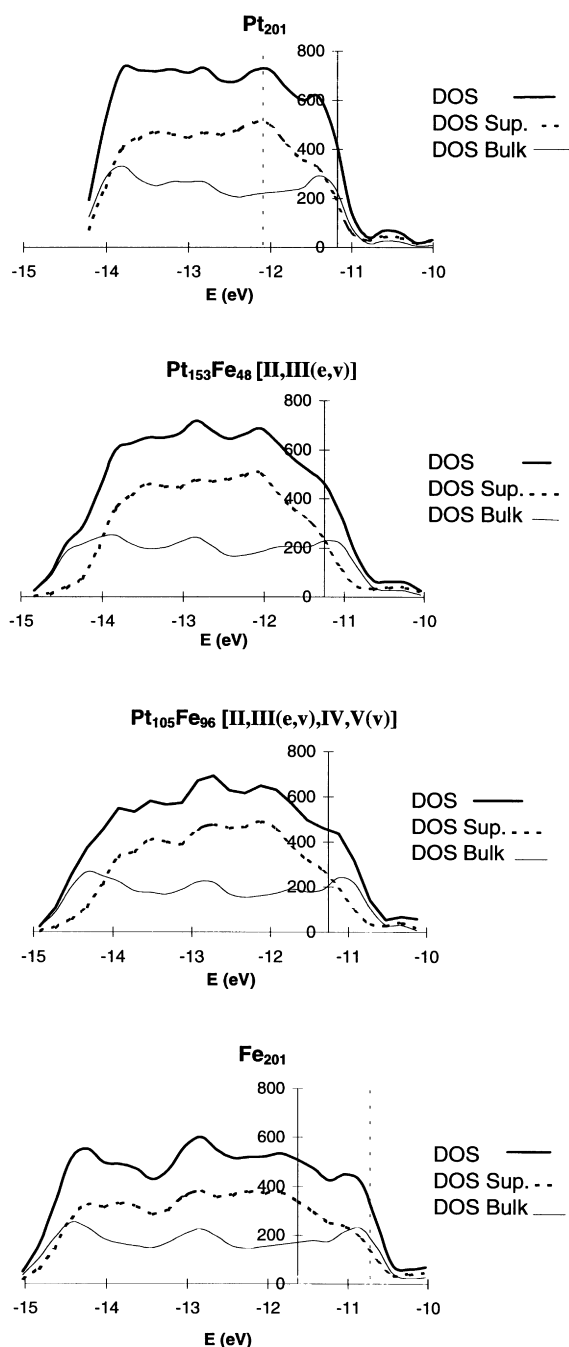 Pt₂₀₁
800
600
400
200
0
DOS
DOS Sup.
DOS Bulk
-15 -14 -13 -12 -11 -10
E (eV)
Pt₁₅₃Fe₄₈ [II,III(e,v)]
800
600
400
200
0
DOS
DOS Sup.
DOS Bulk
-15 -14 -13 -12 -11 -10
E (eV)
Pt₁₀₅Fe₉₆ [II,III(e,v),IV,V(v)]
800
600
400
200
0
DOS
DOS Sup.
DOS Bulk
-15 -14 -13 -12 -11 -10
E (eV)
Fe₂₀₁
800
600
400
200
0
DOS
DOS Sup.
DOS Bulk
-15 -14 -13 -12 -11 -10
E (eV)